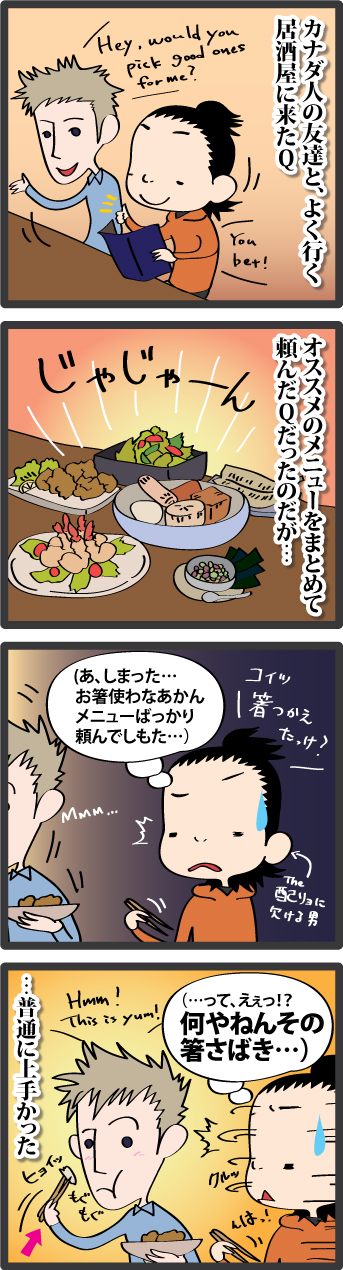 カナダ人の友達と、よく行く
居酒屋に来たQ
Hey, would you
pick good ones
for me?
You
bet!
オススメのメニューをまとめて
頼んだQだったのだが…
じゃじゃーん
コイツ
箸つかえ
たっけ?
(あ、しまった…
お箸使わなあかん
メニューばっかり
頼んでしもた…)
Mmm...
The
配リョに
欠ける男
(…って、えぇっ!?
何やねんその
箸さばき…)
Hmm!
This is yum!
…普通に上手かった
ヒョイッ
もぐ
もぐ
クルッ
んはっ!